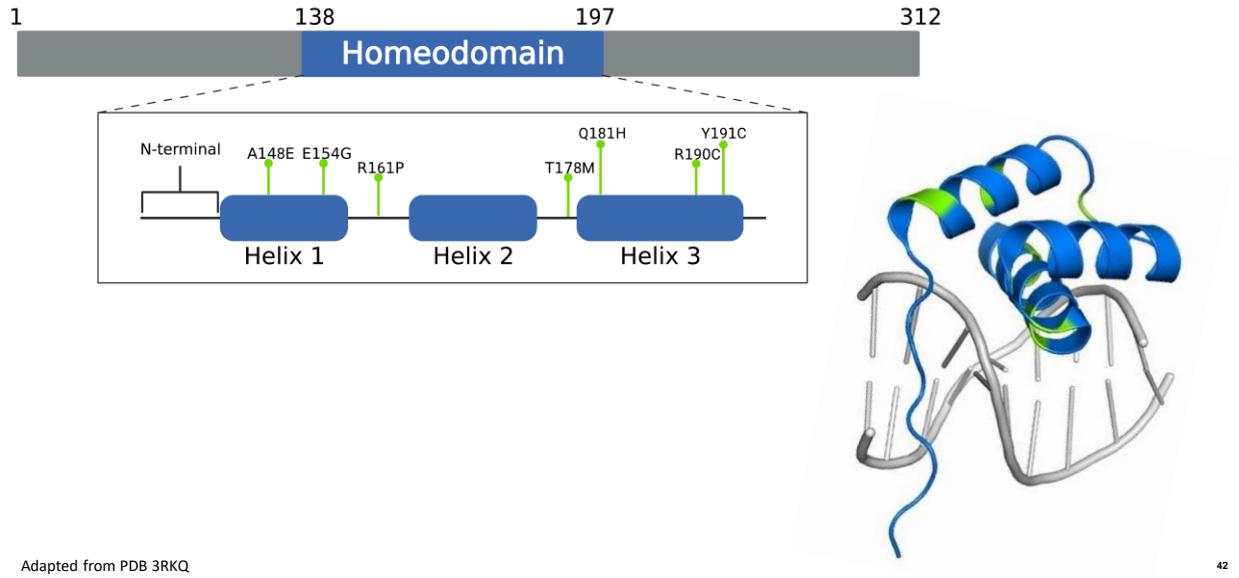 1 138 197 312
Homeodomain
Q181H Y191C
N-terminal A148E E154G R161P T178M R190C
Helix 1 Helix 2 Helix 3
Adapted from PDB 3RKQ 42